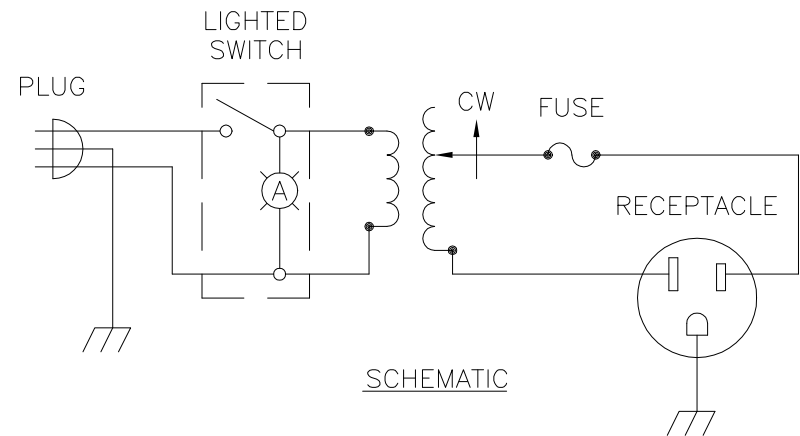 LIGHTED
SWITCH
PLUG
CW
FUSE
A
RECEPTACLE
SCHEMATIC